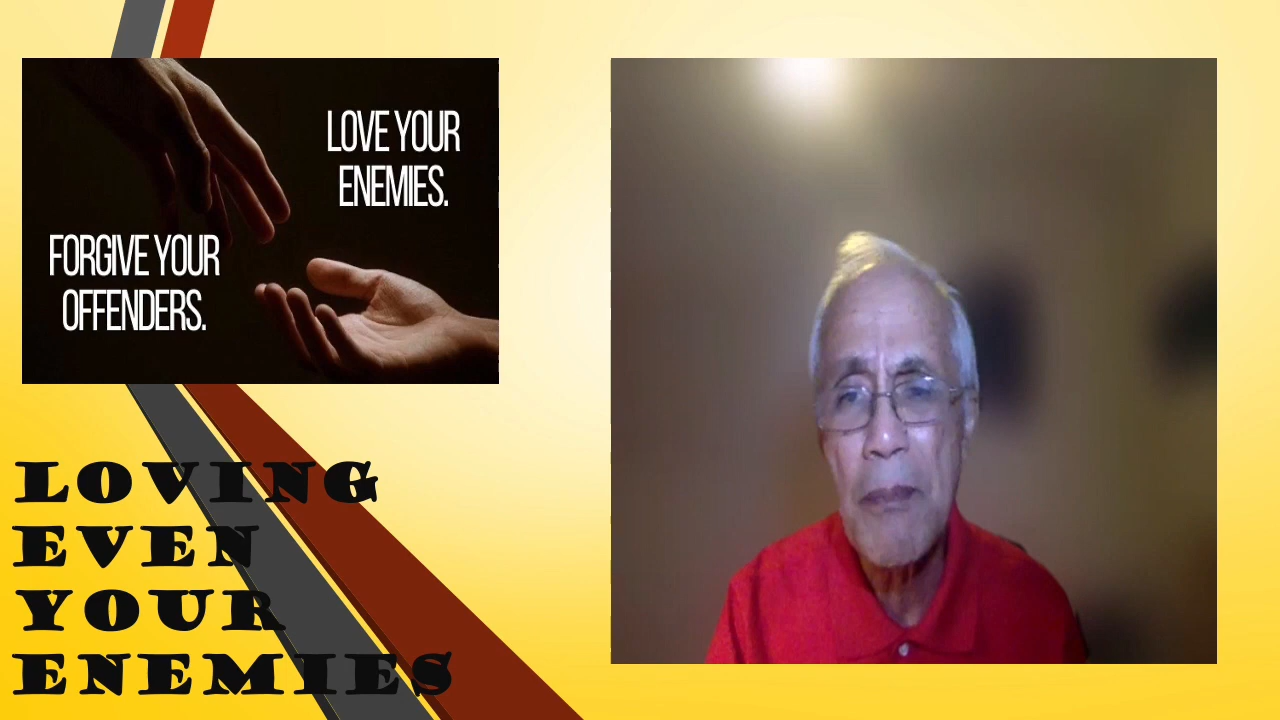 LOVE YOUR
ENEMIES.
FORGIVE YOUR
OFFENDERS.
LOVING
EVEN
YOUR
ENEMIES